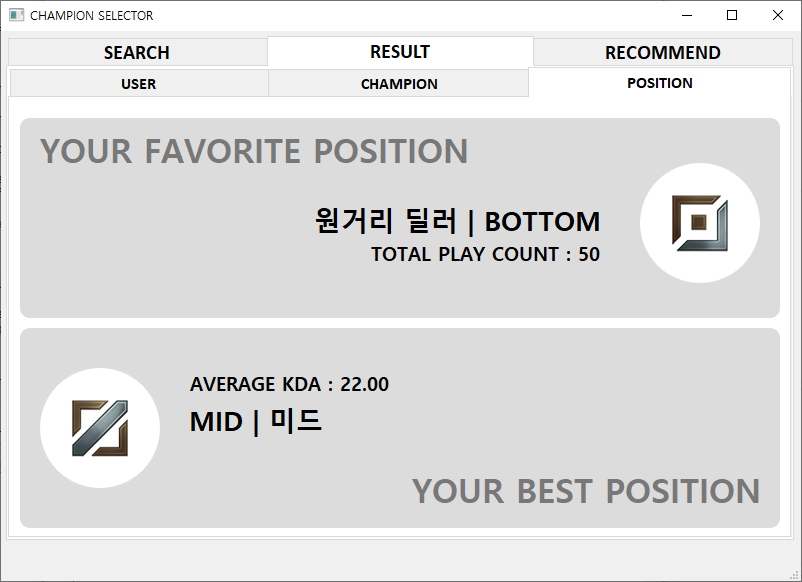 CHAMPION SELECTOR
SEARCH
RESULT
RECOMMEND
USER
CHAMPION
POSITION
YOUR FAVORITE POSITION
원거리 딜러 | BOTTOM
TOTAL PLAY COUNT : 50
AVERAGE KDA : 22.00
MID | 미드
YOUR BEST POSITION